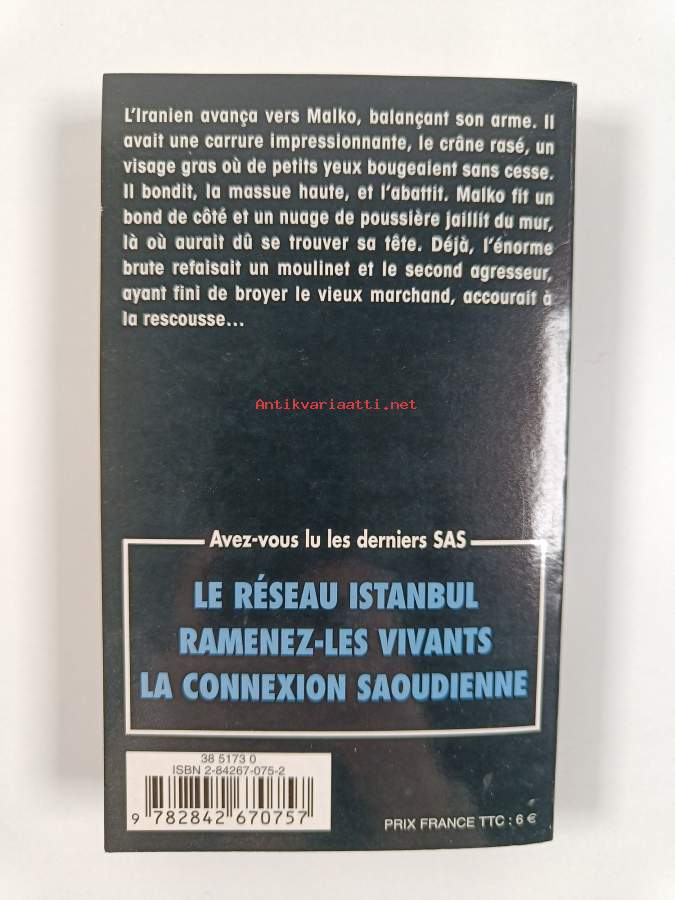 L'Iranien avança vers Malko, balançant son arme. Il
avait une carrure impressionnante, le crâne rasé, un
visage gras où de petits yeux bougeaient sans cesse.
Il bondit, la massue haute, et l'abattit. Malko fit un
bond de côté et un nuage de poussière jaillit du mur,
là où aurait dû se trouver sa tête. Déjà, l'énorme
brute refaisait un moulinet et le second agresseur,
ayant fini de broyer le vieux marchand, accourait à
la rescousse...
Antikvariaatti.net
Avez-vous lu les derniers SAS
LE RÉSEAU ISTANBUL
RAMENEZ-LES VIVANTS
LA CONNEXION SAOUDIENNE
38 5173 0
ISBN 2-84267-075-2
9 782842 670757
PRIX FRANCE TTC : 6 €